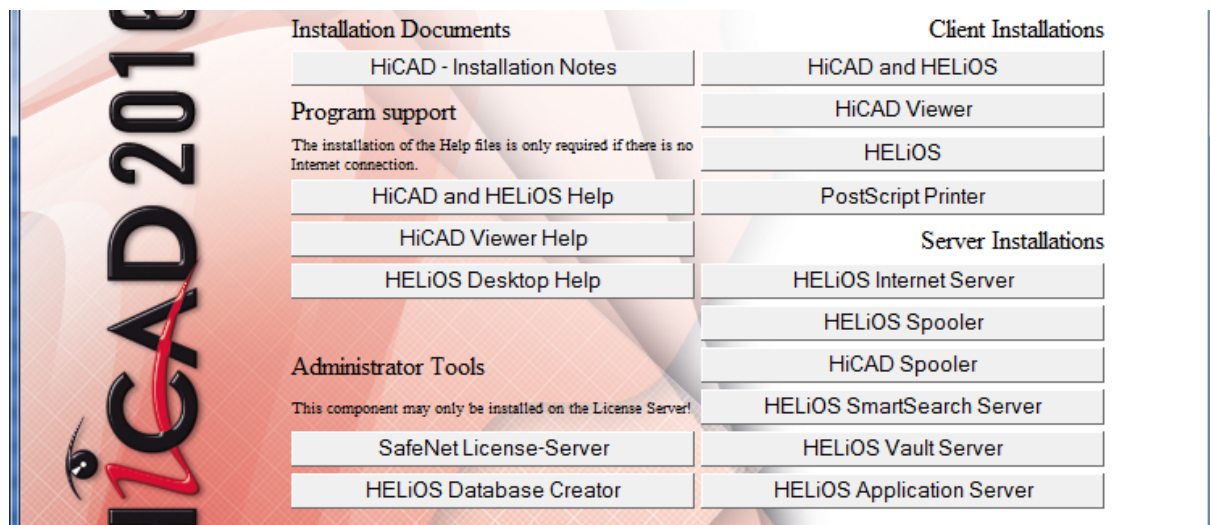 iCAD 201
Installation Documents
HiCAD - Installation Notes
Program support
The installation of the Help files is only required if there is no
Internet connection.
HiCAD and HELiOS Help
HiCAD Viewer Help
HELiOS Desktop Help
Administrator Tools
This component may only be installed on the License Server!
SafeNet License-Server
HELiOS Database Creator
Client Installations
HiCAD and HELiOS
HiCAD Viewer
HELiOS
PostScript Printer
Server Installations
HELiOS Internet Server
HELiOS Spooler
HiCAD Spooler
HELiOS SmartSearch Server
HELiOS Vault Server
HELiOS Application Server